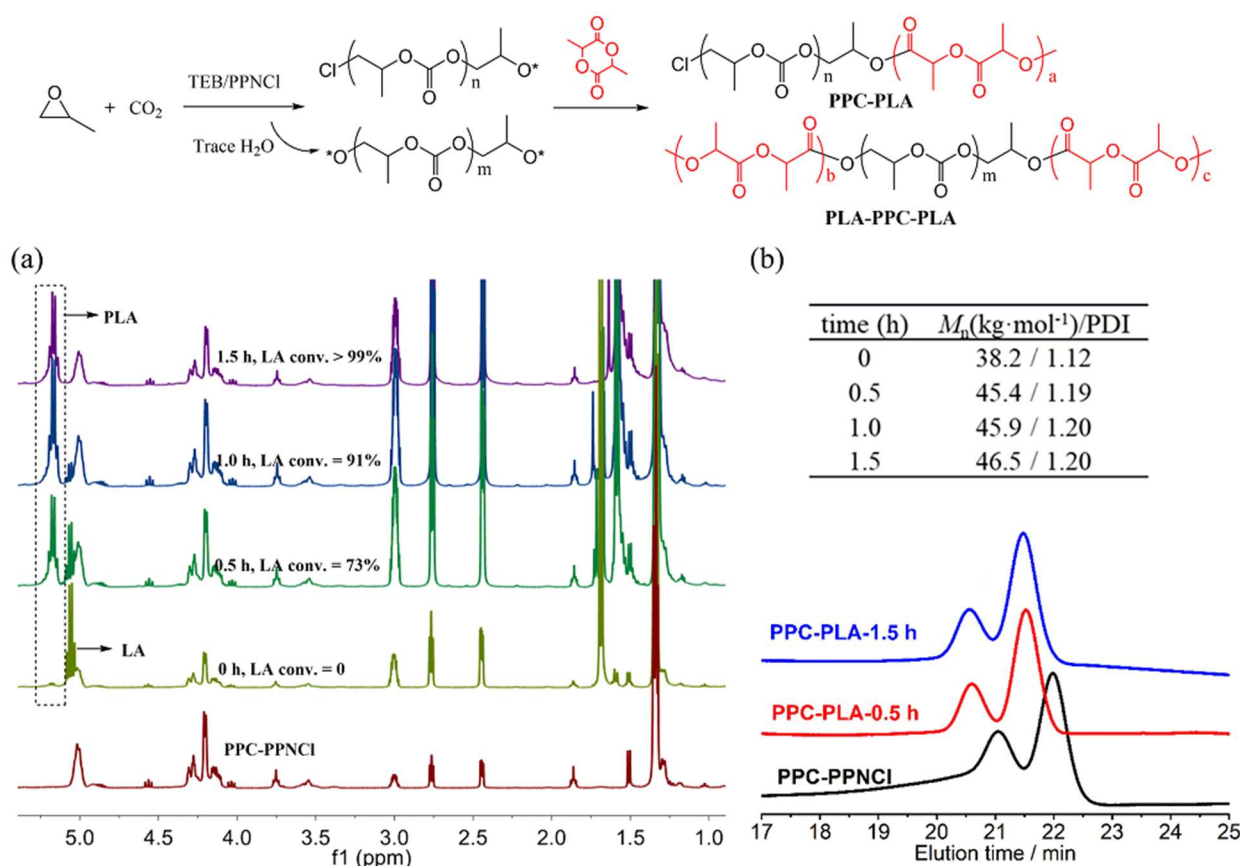 O
+ CO₂
TEB/PPNCl
Trace H₂O
Cl
O
O
n
O
O*
*O
O
O
m
O
O*
O
O
O
O
Cl
O
O
n
O
O
O
O
O
O
a
PPC-PLA
O
O
O
O
b
O
O
O
m
O
O
O
O
O
O
c
PLA-PPC-PLA
(a)
PLA
1.5 h, LA conv. > 99%
1.0 h, LA conv. = 91%
0.5 h, LA conv. = 73%
LA
0 h, LA conv. = 0
PPC-PPNCl
5.0 4.5 4.0 3.5 3.0 2.5 2.0 1.5 1.0
f1 (ppm)
(b)
time (h) Mn(kg·mol⁻¹)/PDI
0 38.2 / 1.12
0.5 45.4 / 1.19
1.0 45.9 / 1.20
1.5 46.5 / 1.20
PPC-PLA-1.5 h
PPC-PLA-0.5 h
PPC-PPNCl
17 18 19 20 21 22 23 24 25
Elution time / min